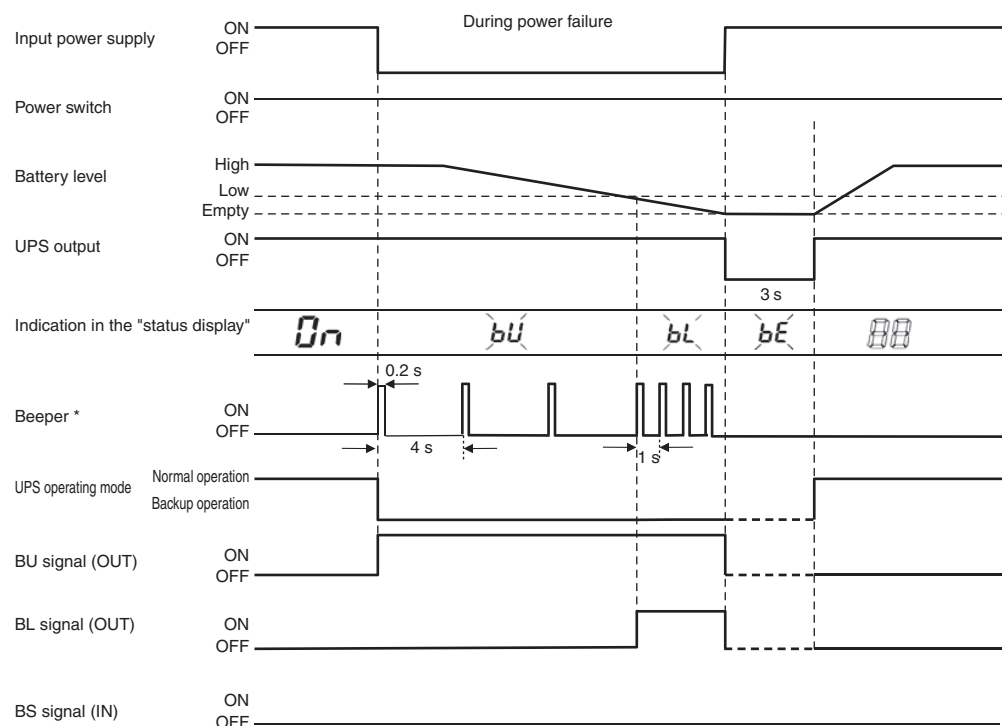 During power failure
Input power supply
ON
OFF
Power switch
ON
OFF
Battery level
High
Low
Empty
UPS output
ON
OFF
3 s
Indication in the "status display"
On
bU
bL
bE
88
0.2 s
Beeper *
ON
OFF
4 s
1 s
UPS operating mode
Normal operation
Backup operation
BU signal (OUT)
ON
OFF
BL signal (OUT)
ON
OFF
BS signal (IN)
ON
OFF